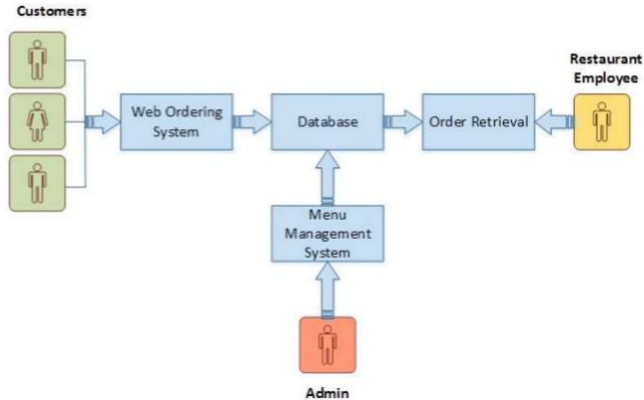 Customers
Restaurant
Employee
Web Ordering
System
Database
Order Retrieval
Menu
Management
System
Admin